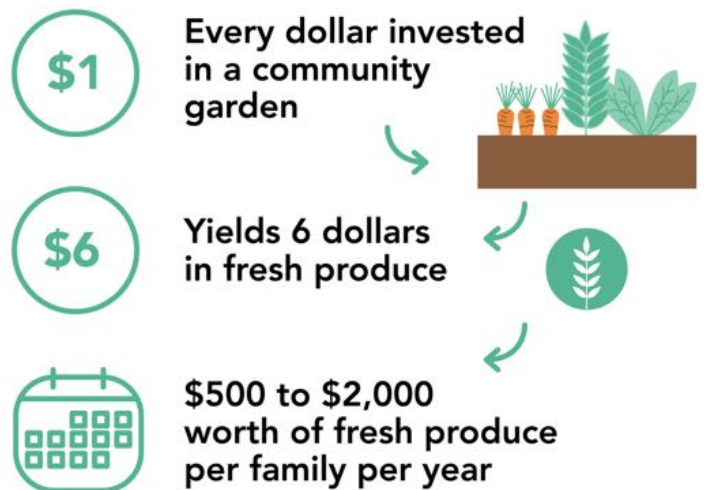 $1
Every dollar invested
in a community
garden
$6
Yields 6 dollars
in fresh produce
$500 to $2,000
worth of fresh produce
per family per year